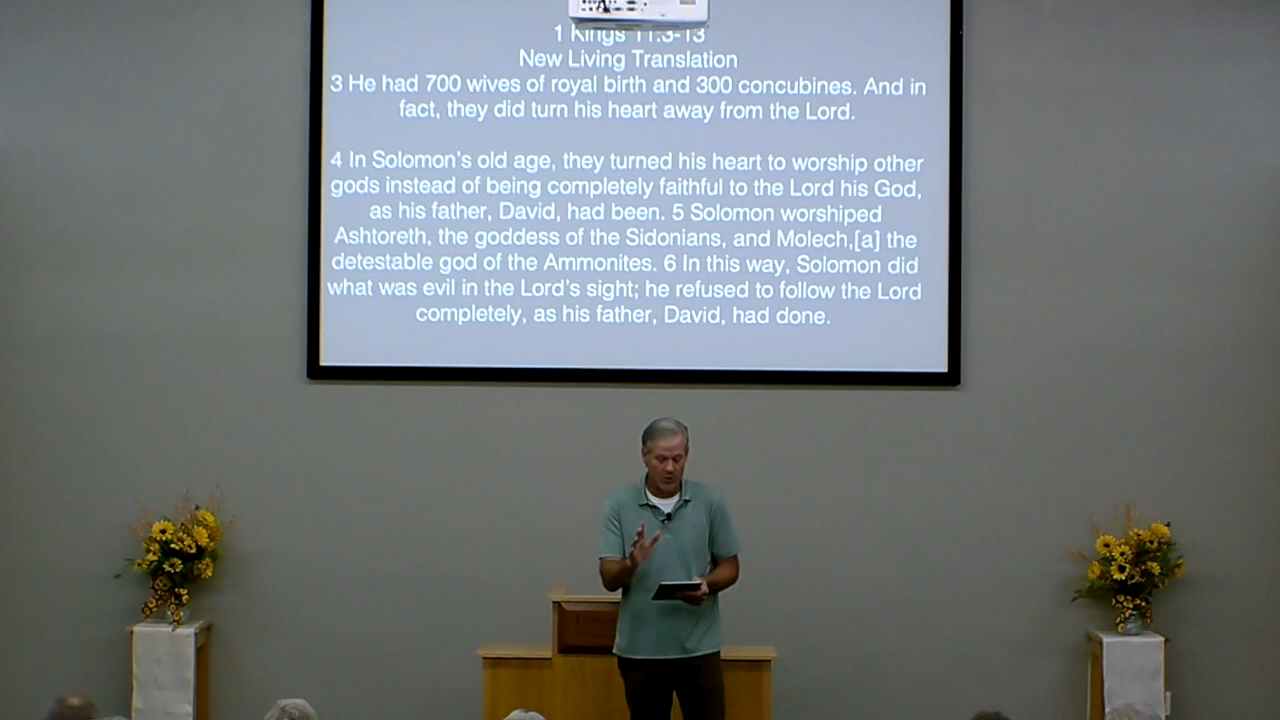 1 Kings 11:3-13
New Living Translation
3 He had 700 wives of royal birth and 300 concubines. And in
fact, they did turn his heart away from the Lord.
4 In Solomon's old age, they turned his heart to worship other
gods instead of being completely faithful to the Lord his God,
as his father, David, had been. 5 Solomon worshiped
Ashtoreth, the goddess of the Sidonians, and Molech,[a] the
detestable god of the Ammonites. 6 In this way, Solomon did
what was evil in the Lord's sight; he refused to follow the Lord
completely, as his father, David, had done.